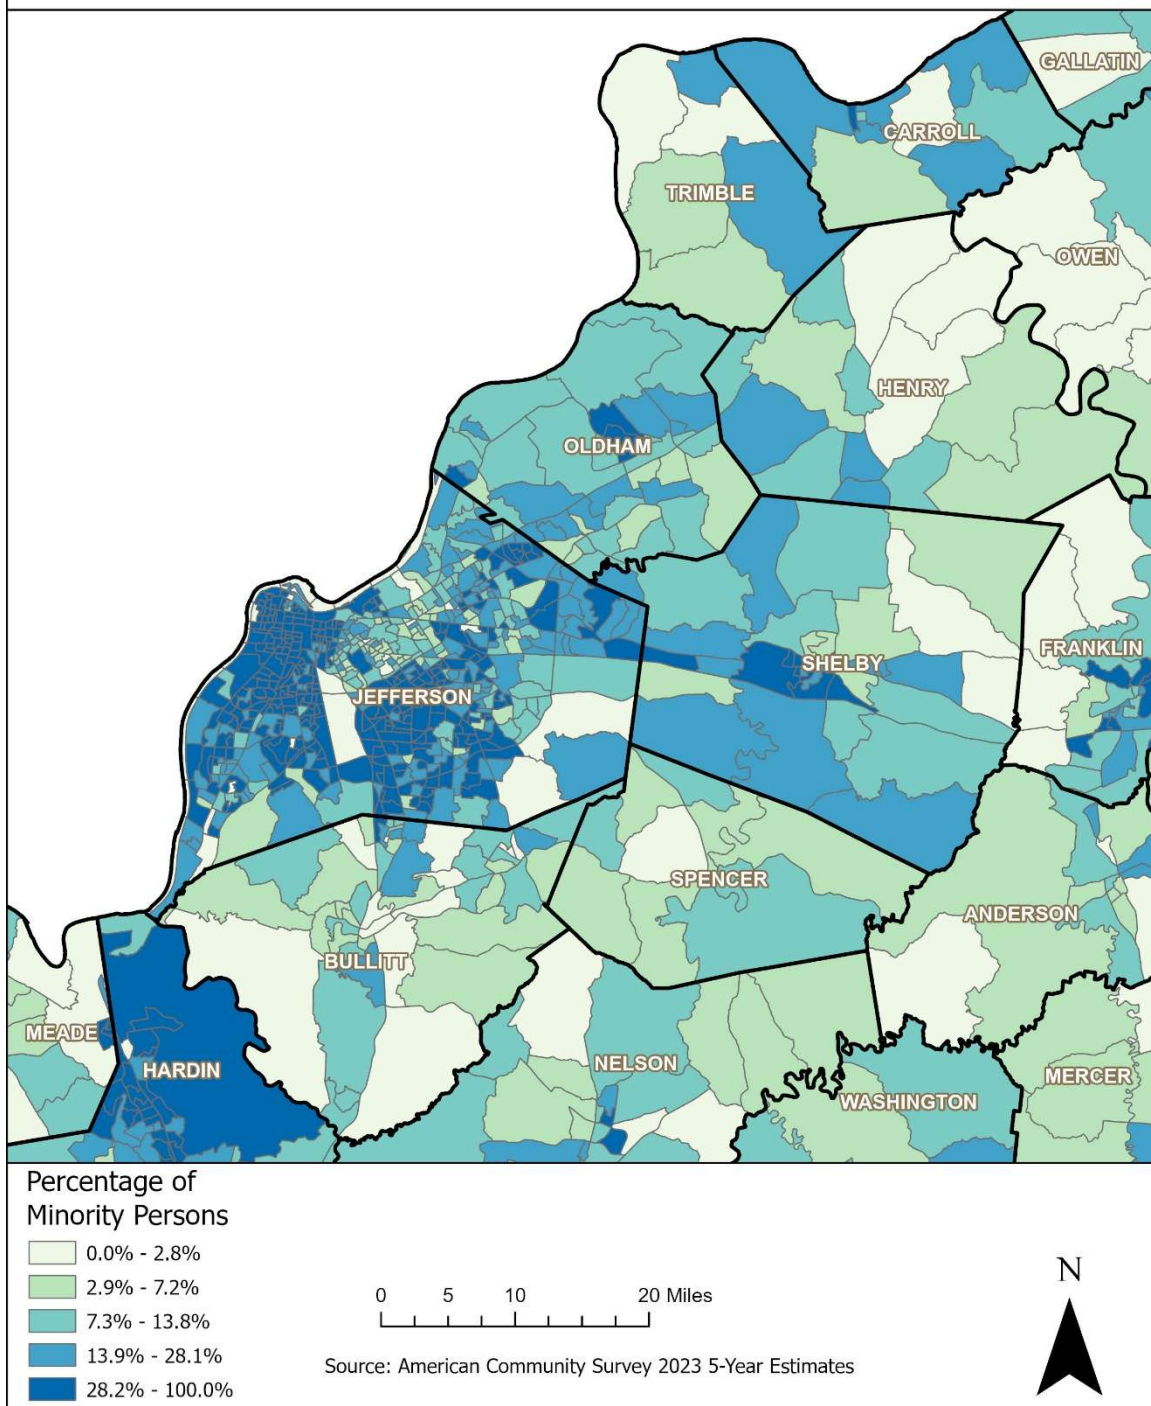 GALLATIN
CARROLL
TRIMBLE
OWEN
HENRY
OLDHAM
FRANKLIN
SHELBY
JEFFERSON
SPENCER
ANDERSON
BULLITT
MEADE
HARDIN
NELSON
MERCER
WASHINGTON
Percentage of
Minority Persons
0.0% - 2.8%
2.9% - 7.2%
7.3% - 13.8%
13.9% - 28.1%
28.2% - 100.0%
0 5 10 20 Miles
Source: American Community Survey 2023 5-Year Estimates
N